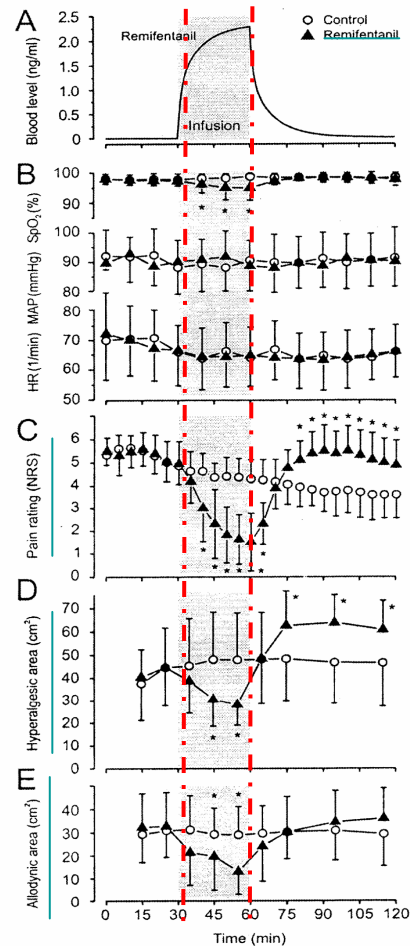 A
Blood level (ng/ml)
2.5
2.0
1.5
1.0
0.5
0
Remifentanil
Infusion
Control
Remifentanil
B
SpO2 (%)
100
90
MAP (mmHg)
100
90
80
HR (1/min)
80
70
60
50
C
Pain rating (NRS)
6
5
4
3
2
1
0
* * * * * * * *
* * * * * *
D
Hyperalgesic area (cm2)
70
60
50
40
30
20
10
0
* * *
* *
E
Allodynic area (cm2)
40
30
20
10
0
* *
0 15 30 45 60 75 90 105 120
Time (min)